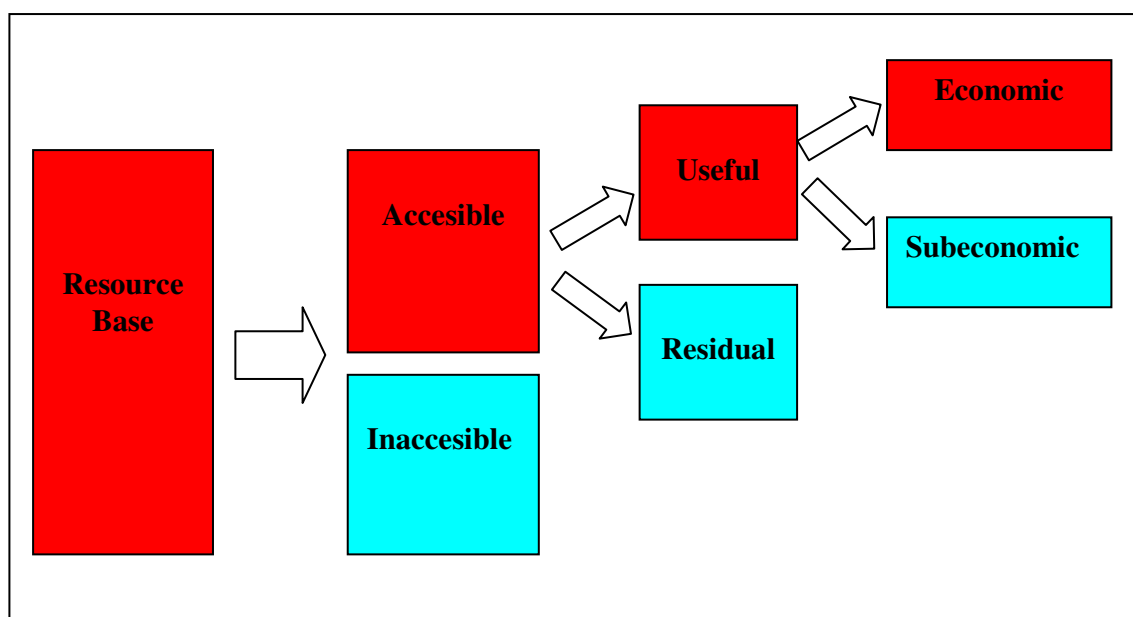 Resource
Base
Accesible
Inaccesible
Useful
Residual
Economic
Subeconomic